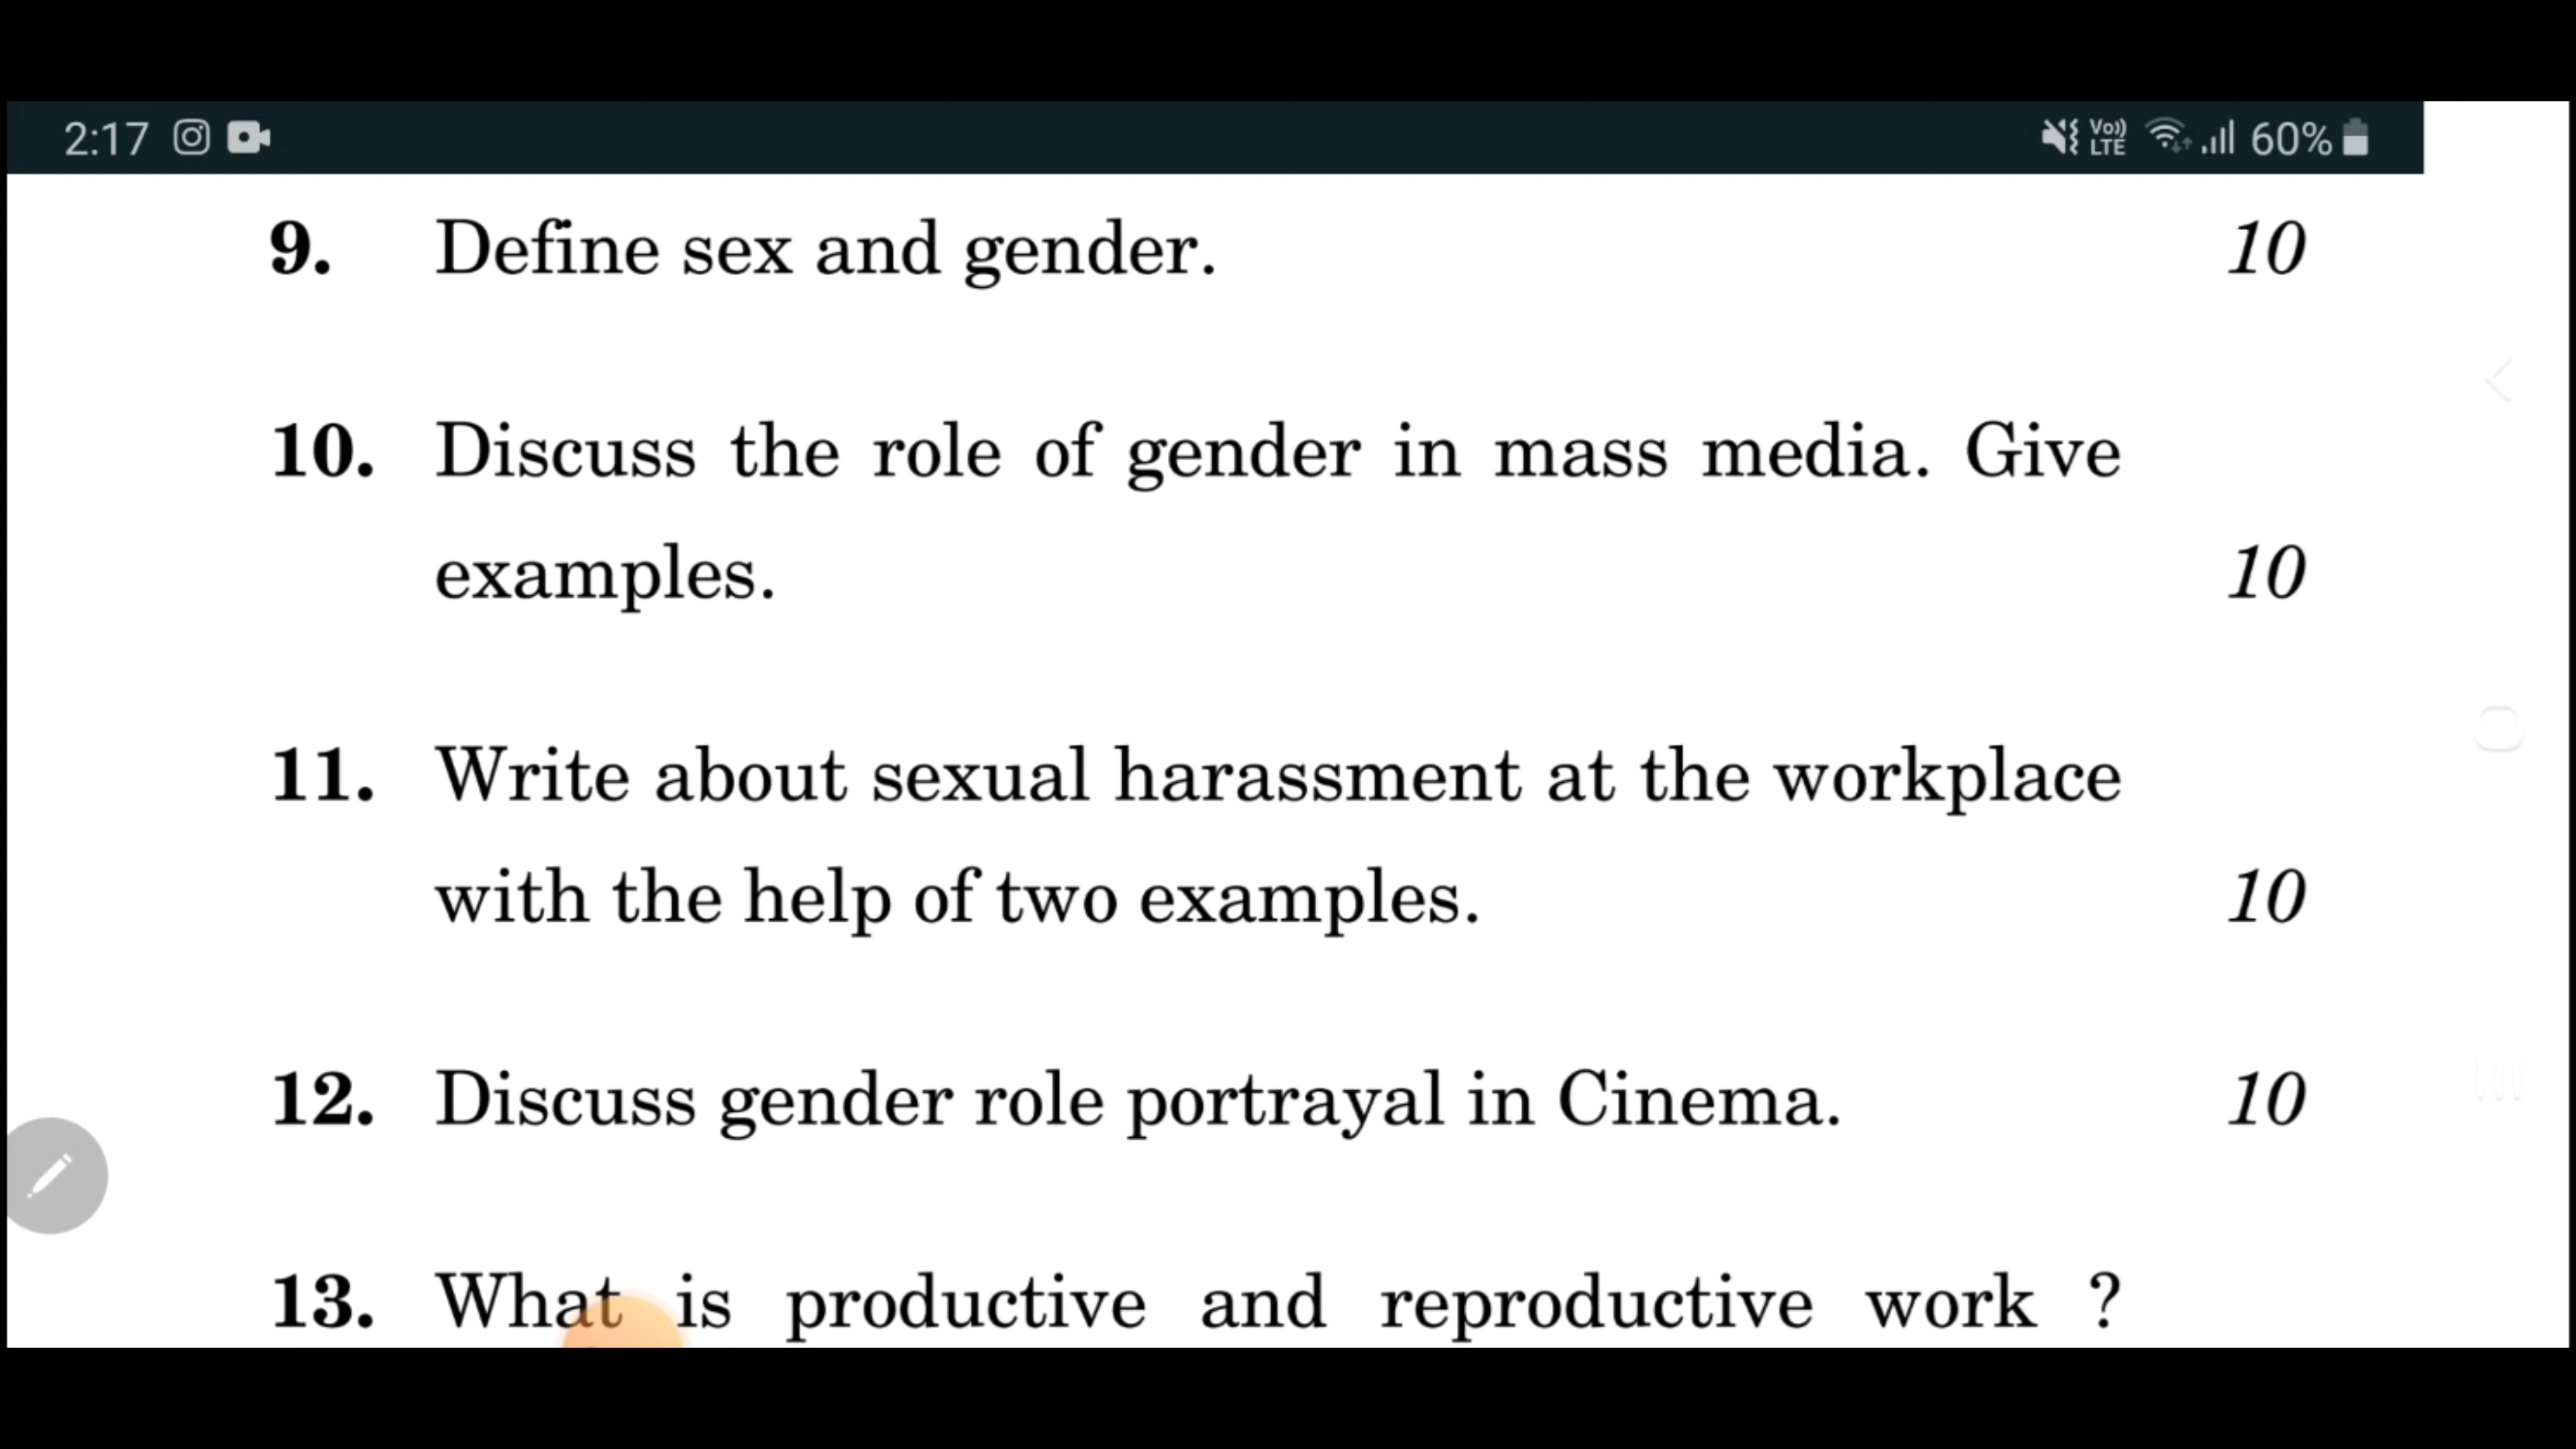 2:17 Vo)) LTE 60%
9. Define sex and gender. 10
10. Discuss the role of gender in mass media. Give
examples. 10
11. Write about sexual harassment at the workplace
with the help of two examples. 10
12. Discuss gender role portrayal in Cinema. 10
13. What is productive and reproductive work ?